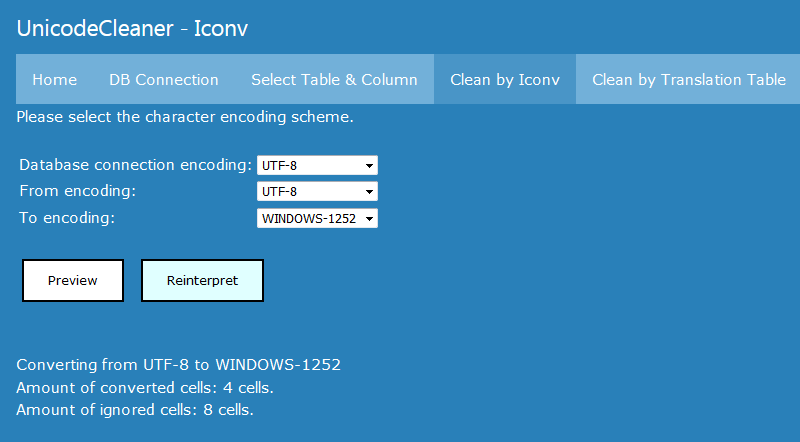 UnicodeCleaner - Iconv
Home DB Connection Select Table & Column Clean by Iconv Clean by Translation Table
Please select the character encoding scheme.
Database connection encoding: UTF-8
From encoding: UTF-8
To encoding: WINDOWS-1252
Preview Reinterpret
Converting from UTF-8 to WINDOWS-1252
Amount of converted cells: 4 cells.
Amount of ignored cells: 8 cells.